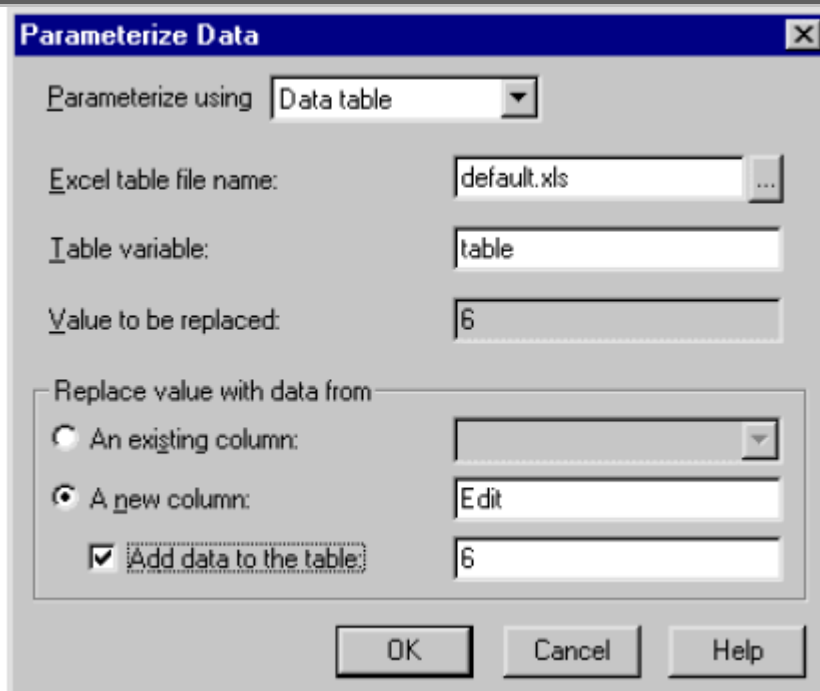 Parameterize Data
Parameterize using Data table
Excel table file name: default.xls ...
Table variable: table
Value to be replaced: 6
Replace value with data from
An existing column:
A new column: Edit
Add data to the table: 6
OK Cancel Help